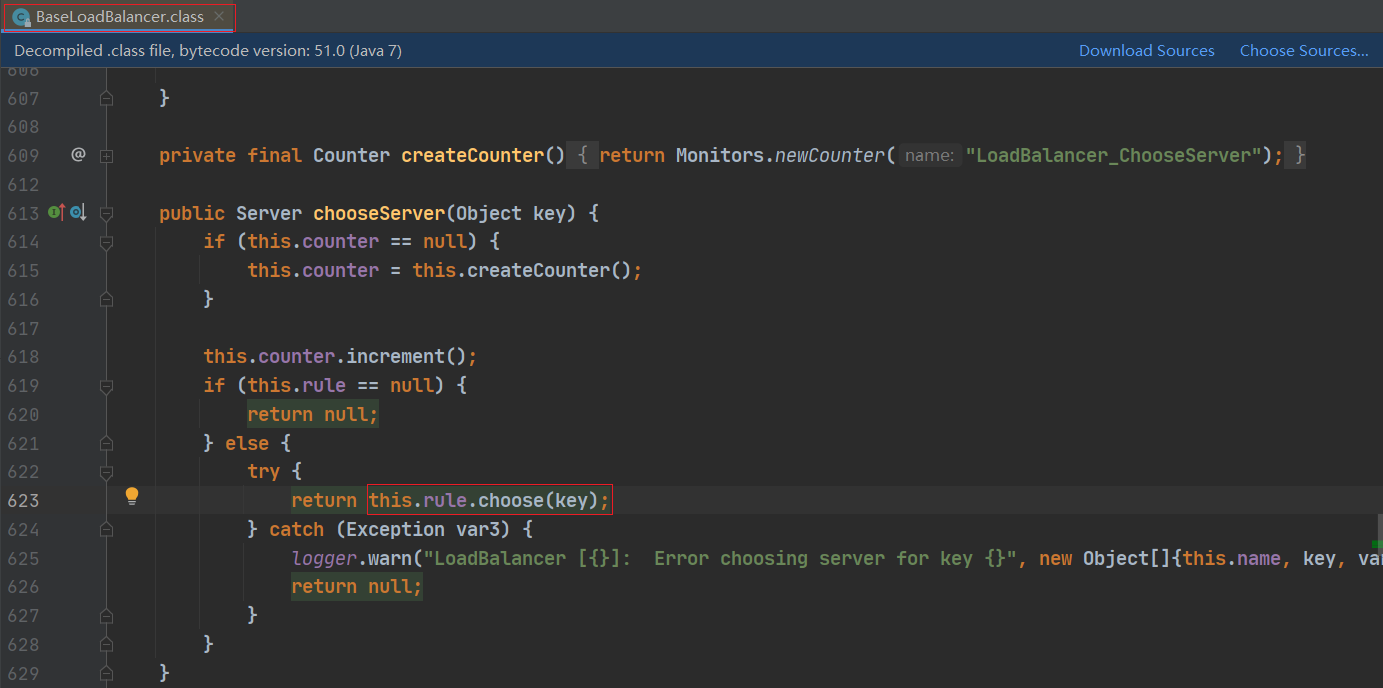 BaseLoadBalancer.class
Decompiled .class file, bytecode version: 51.0 (Java 7) Download Sources Choose Sources...
606
607 }
608
609 @ private final Counter createCounter() { return Monitors.newCounter( name: "LoadBalancer_ChooseServer"); }
612
613 public Server chooseServer(Object key) {
614 if (this.counter == null) {
615 this.counter = this.createCounter();
616 }
617
618 this.counter.increment();
619 if (this.rule == null) {
620 return null;
621 } else {
622 try {
623 return this.rule.choose(key);
624 } catch (Exception var3) {
625 logger.warn("LoadBalancer [{}]:  Error choosing server for key {}", new Object[]{this.name, key, va
626 return null;
627 }
628 }
629 }